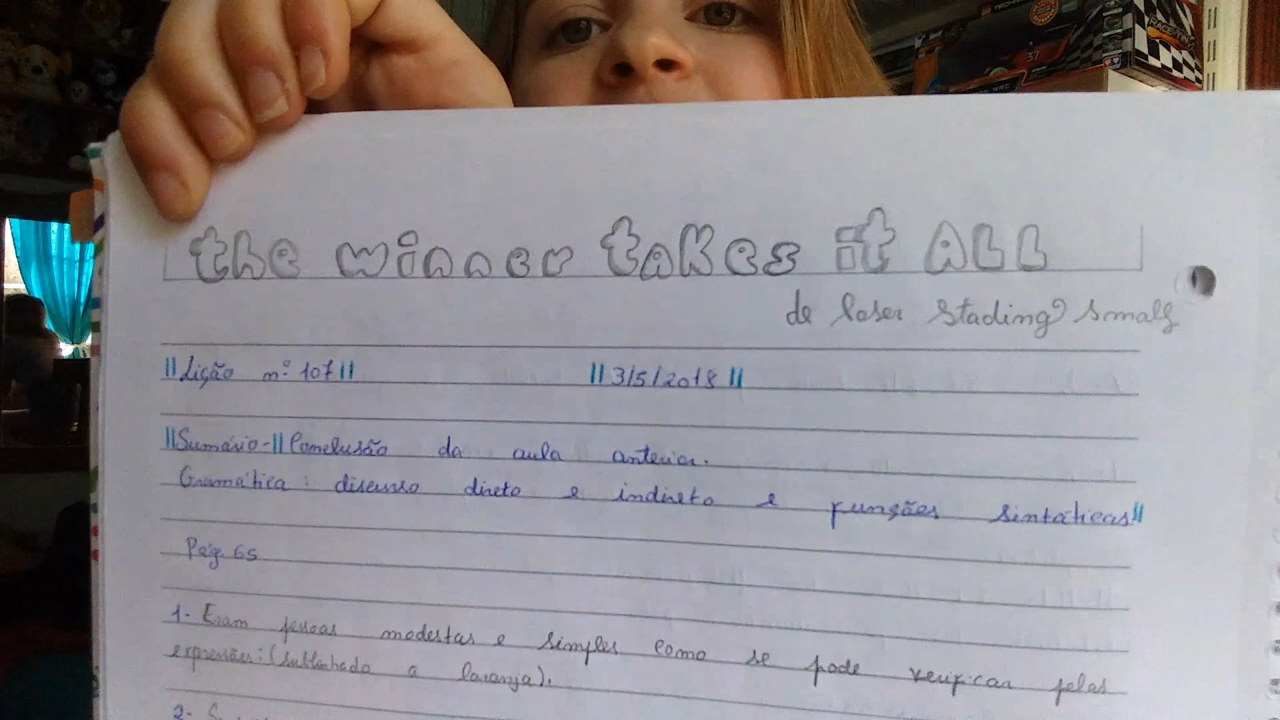 the winner takes it ALL
de loser stading smalf
||Lição nº 107|| ||3/5/2018||
||Sumário-||Conclusão da aula anterior.
Gramática: discurso direto e indireto e funções sintáticas||
Pág. 65
1- Eram pessoas modestas e simples como se pode verificar pelas
expressões: (sublinhado a laranja).
2-